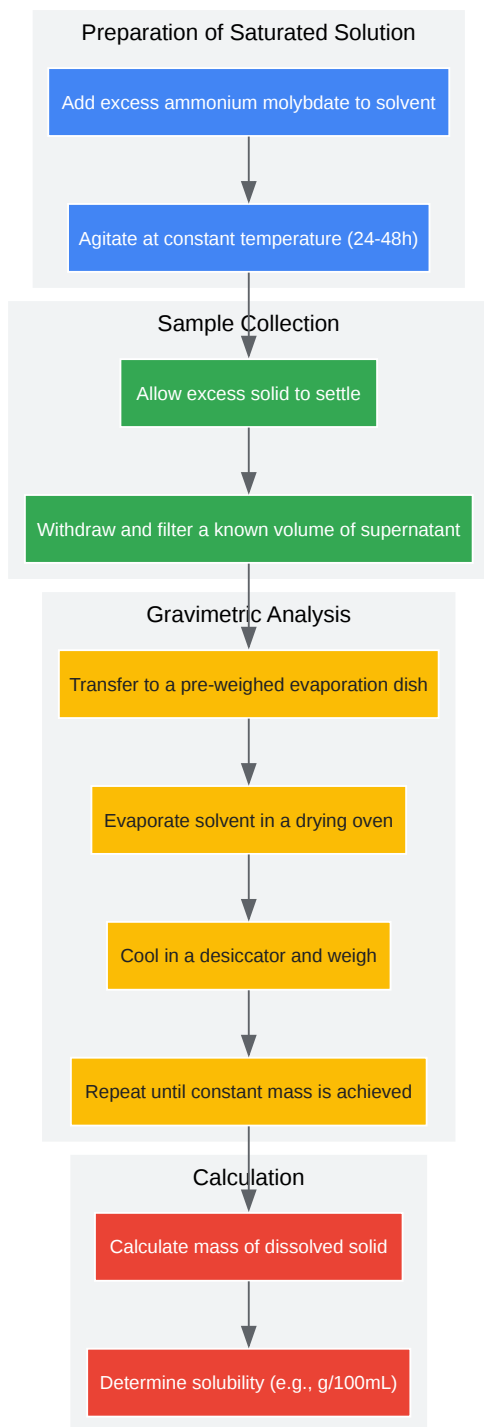 Preparation of Saturated Solution
Add excess ammonium molybdate to solvent
Agitate at constant temperature (24-48h)
Sample Collection
Allow excess solid to settle
Withdraw and filter a known volume of supernatant
Gravimetric Analysis
Transfer to a pre-weighed evaporation dish
Evaporate solvent in a drying oven
Cool in a desiccator and weigh
Repeat until constant mass is achieved
Calculation
Calculate mass of dissolved solid
Determine solubility (e.g., g/100mL)